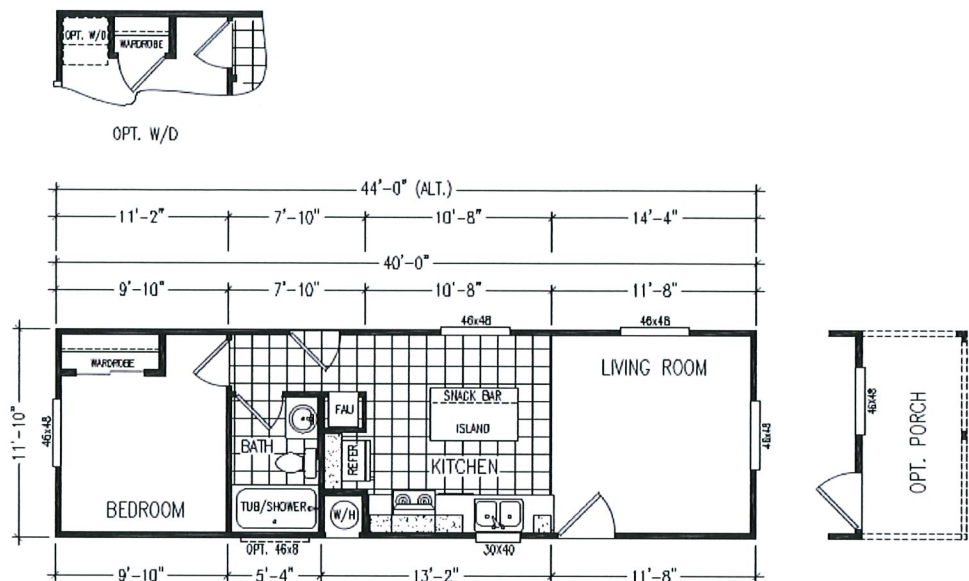 OPT. W/D
WARDROBE
OPT. W/D
44'-0" (ALT.)
11'-2" 7'-10" 10'-8" 14'-4"
40'-0"
9'-10" 7'-10" 10'-8" 11'-8"
46x48 46x48
WARDROBE
LIVING ROOM
SNACK BAR
FAU
ISLAND
11'-10"
46x48
BATH
REFER
KITCHEN
46x48
46x48
OPT. PORCH
BEDROOM
TUB/SHOWER
W/H
OPT. 46x8
30X40
9'-10" 5'-4" 13'-2" 11'-8"